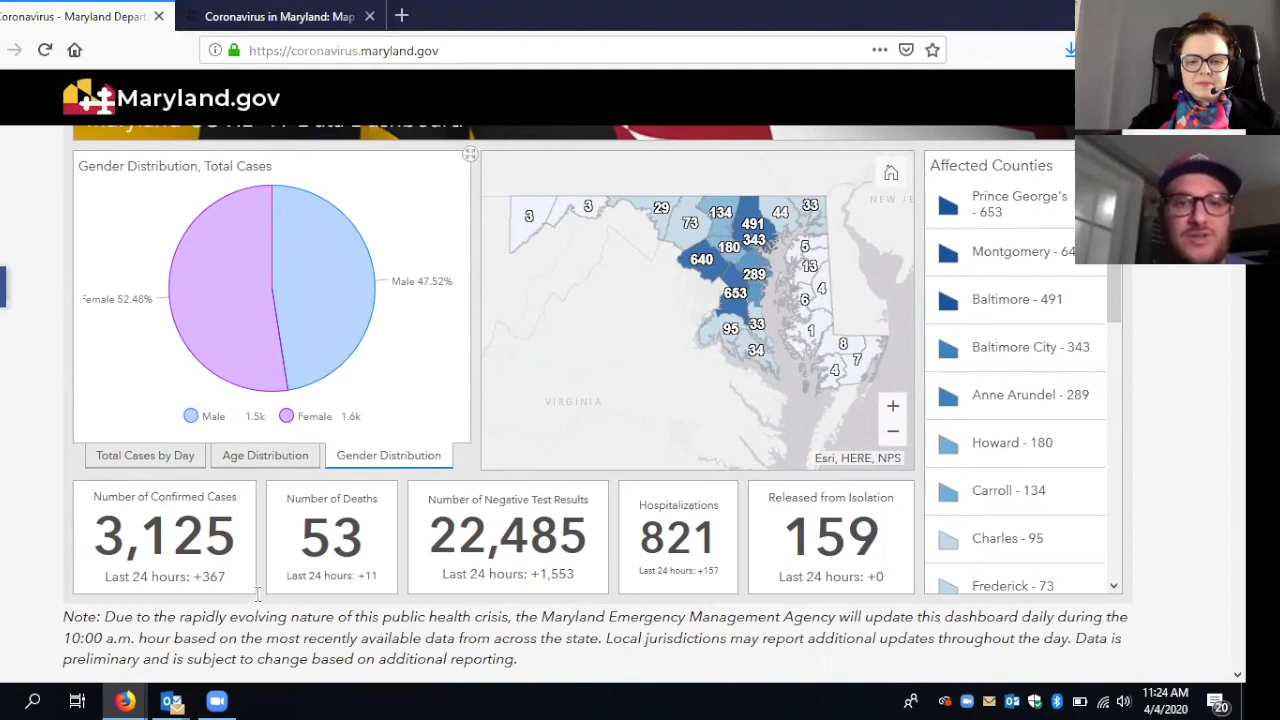 oronavirus - Maryland Depart
Coronavirus in Maryland: Map
https://coronavirus.maryland.gov
Maryland.gov
Maryland COVID-19 Data Dashboard
Gender Distribution, Total Cases
Female 52.48%
Male 47.52%
Male 1.5k
Female 1.6k
Total Cases by Day
Age Distribution
Gender Distribution
3
3
29
73
134
491
44
33
343
180
5
640
13
289
4
653
6
95
33
1
34
8
7
4
NEW JE
VIRGINIA
+
−
Esri, HERE, NPS
Affected Counties
Prince George's
- 653
Montgomery - 64
Baltimore - 491
Baltimore City - 343
Anne Arundel - 289
Howard - 180
Carroll - 134
Charles - 95
Frederick - 73
Number of Confirmed Cases
3,125
Last 24 hours: +367
Number of Deaths
53
Last 24 hours: +11
Number of Negative Test Results
22,485
Last 24 hours: +1,553
Hospitalizations
821
Last 24 hours: +157
Released from Isolation
159
Last 24 hours: +0
Note: Due to the rapidly evolving nature of this public health crisis, the Maryland Emergency Management Agency will update this dashboard daily during the
10:00 a.m. hour based on the most recently available data from across the state. Local jurisdictions may report additional updates throughout the day. Data is
preliminary and is subject to change based on additional reporting.
11:24 AM
4/4/2020
20